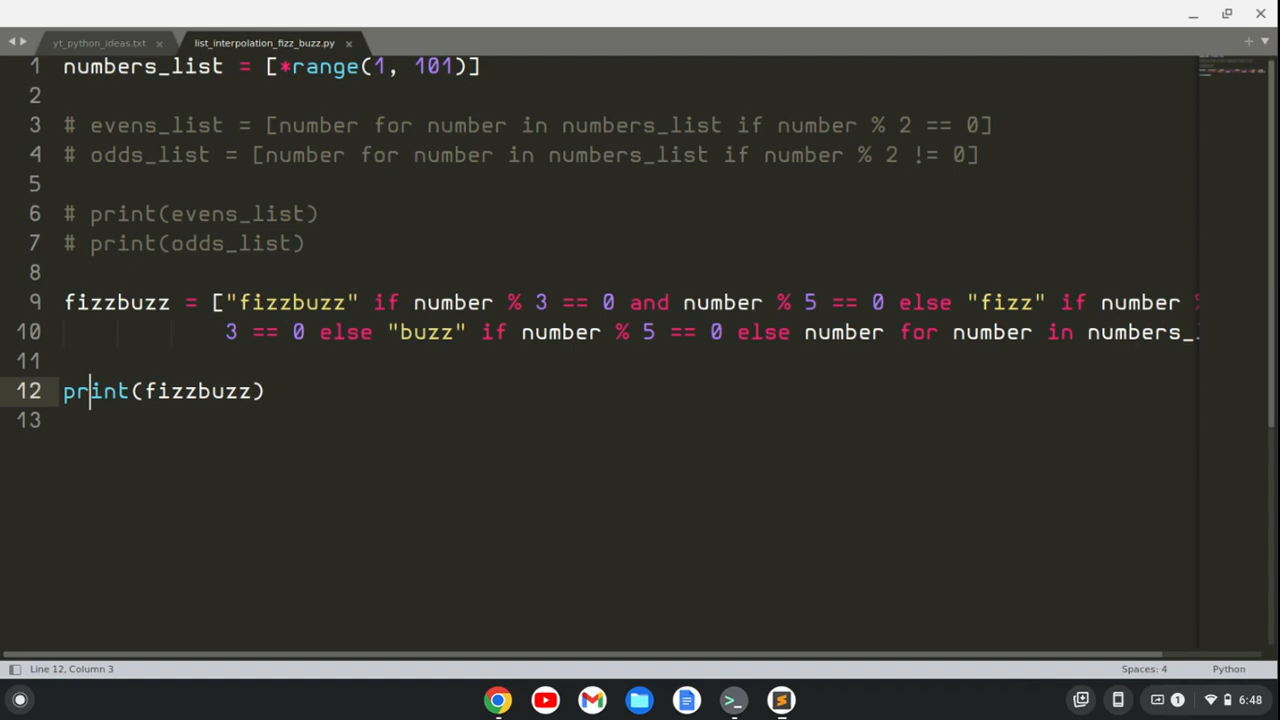 yt_python_ideas.txt
list_interpolation_fizz_buzz.py
1 numbers_list = [*range(1, 101)]
2
3 # evens_list = [number for number in numbers_list if number % 2 == 0]
4 # odds_list = [number for number in numbers_list if number % 2 != 0]
5
6 # print(evens_list)
7 # print(odds_list)
8
9 fizzbuzz = ["fizzbuzz" if number % 3 == 0 and number % 5 == 0 else "fizz" if number %
10 3 == 0 else "buzz" if number % 5 == 0 else number for number in numbers_
11
12 print(fizzbuzz)
13
Line 12, Column 3
Spaces: 4
Python
1
6:48